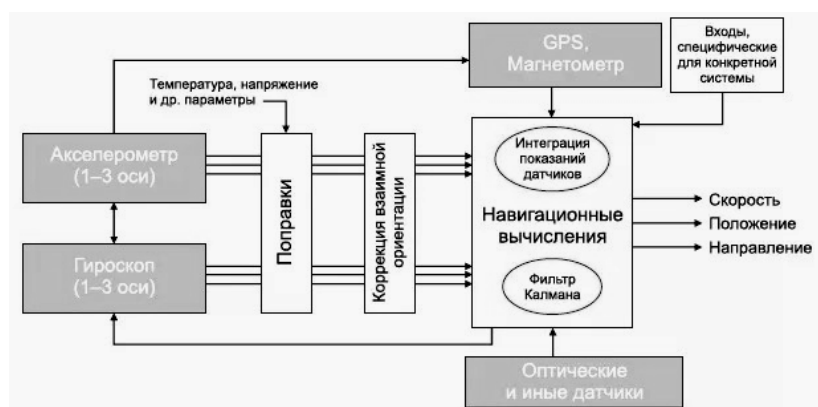 GPS,
Магнетометр
Входы,
специфические
для конкретной
системы
Температура, напряжение
и др. параметры
Акселерометр
(1–3 оси)
Гироскоп
(1–3 оси)
Поправки
Коррекция взаимной
ориентации
Интеграция
показаний
датчиков
Навигационные
вычисления
Фильтр
Калмана
Скорость
Положение
Направление
Оптические
и иные датчики